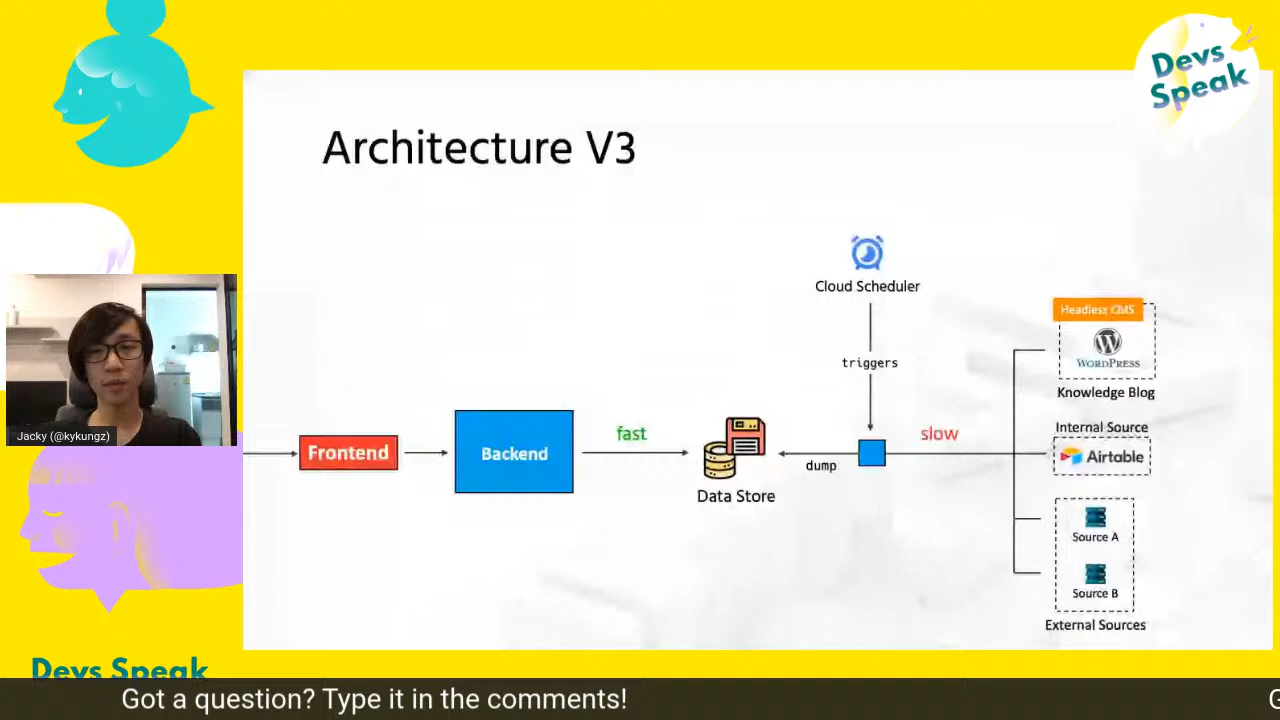 Devs
Speak
Architecture V3
Cloud Scheduler
triggers
Headless CMS
WORDPRESS
Knowledge Blog
Internal Source
Airtable
Frontend
Backend
fast
Data Store
dump
slow
Source A
Source B
External Sources
Jacky (@kykungz)
Devs Speak
Got a question? Type it in the comments!
G